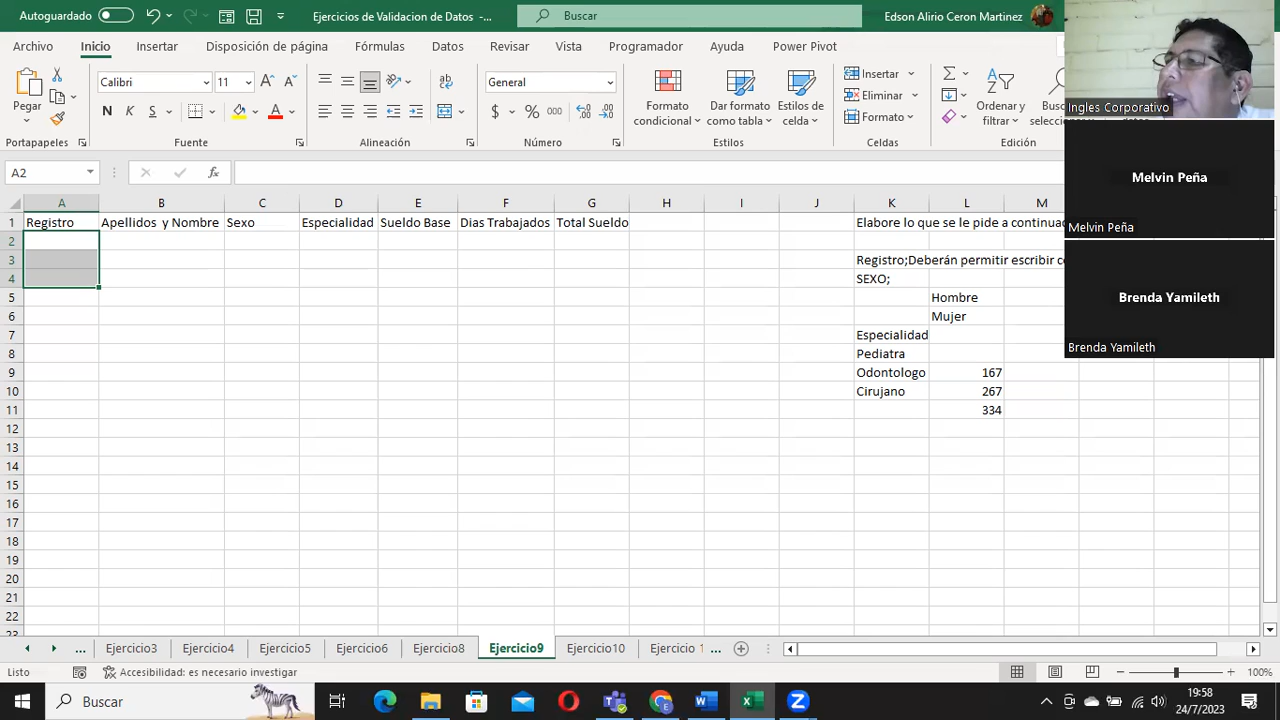 Autoguardado
Ejercicios de Validacion de Datos -...
Buscar
Edson Alirio Ceron Martinez
Archivo Inicio Insertar Disposición de página Fórmulas Datos Revisar Vista Programador Ayuda Power Pivot
Pegar
Calibri 11
General
Formato condicional
Dar formato como tabla
Estilos de celda
Insertar
Eliminar
Formato
Ordenar y filtrar
Portapapeles Fuente Alineación Número Estilos Celdas Edición
A2
A B C D E F G H I J K L M
1 Registro Apellidos y Nombre Sexo Especialidad Sueldo Base Dias Trabajados Total Sueldo Elabore lo que se le pide a
2
3 Registro;Deberán permitir escribir
4 SEXO;
5 Hombre
6 Mujer
7 Especialidad
8 Pediatra
9 Odontologo 167
10 Cirujano 267
11 334
12
13
14
15
16
17
18
19
20
21
22
23
Ingles Corporativo
Melvin Peña
Melvin Peña
Brenda Yamileth
Brenda Yamileth
... Ejercicio3 Ejercicio4 Ejercicio5 Ejercicio6 Ejercicio8 Ejercicio9 Ejercicio10 Ejercicio 1 ...
Listo Accesibilidad: es necesario investigar 100%
Buscar
19:58
24/7/2023